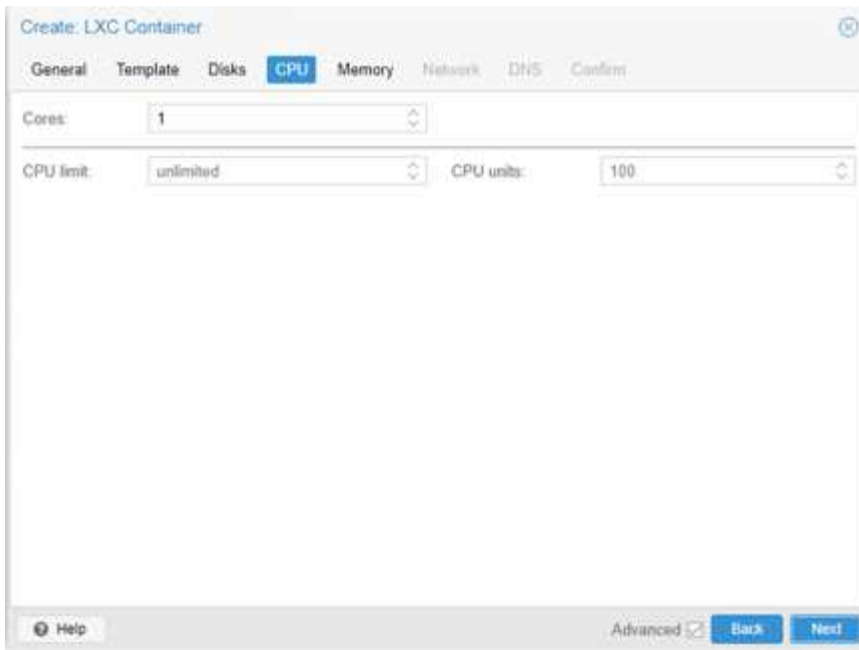 Create: LXC Container
General Template Disks CPU Memory Network DNS Confirm
Cores: 1
CPU limit: unlimited CPU units: 100
Help Advanced Back Next